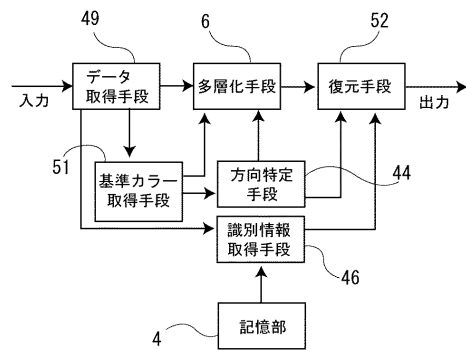 49
6
52
データ
取得手段
多層化手段
復元手段
入力
出力
51
基準カラー
取得手段
方向特定
手段
44
識別情報
取得手段
46
4
記憶部